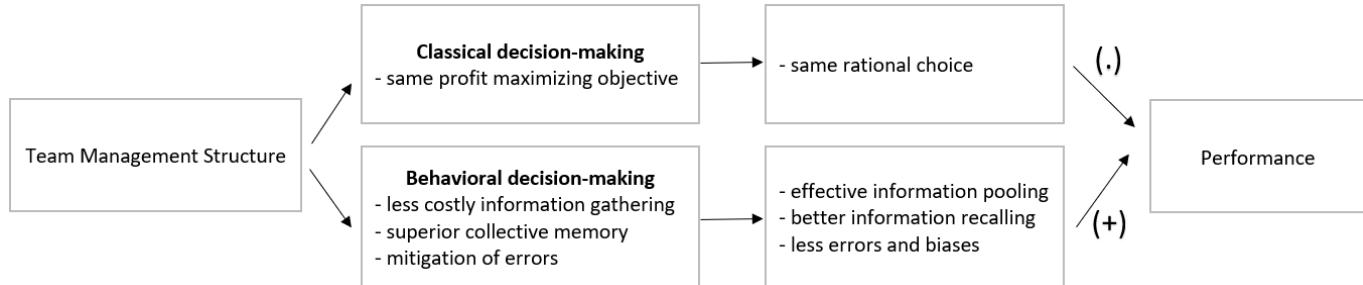 Team Management Structure
Classical decision-making
- same profit maximizing objective
- same rational choice
(.)
Behavioral decision-making
- less costly information gathering
- superior collective memory
- mitigation of errors
- effective information pooling
- better information recalling
- less errors and biases
(+)
Performance